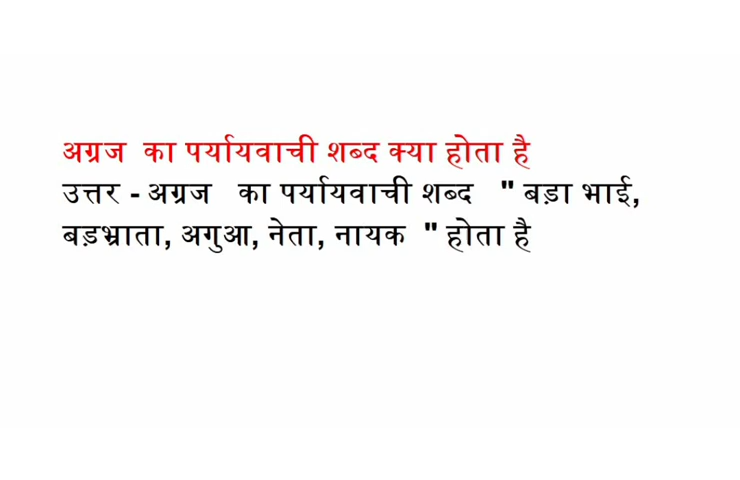 अग्रज का पर्यायवाची शब्द क्या होता है
उत्तर - अग्रज का पर्यायवाची शब्द " बड़ा भाई,
बड़भ्राता, अगुआ, नेता, नायक " होता है